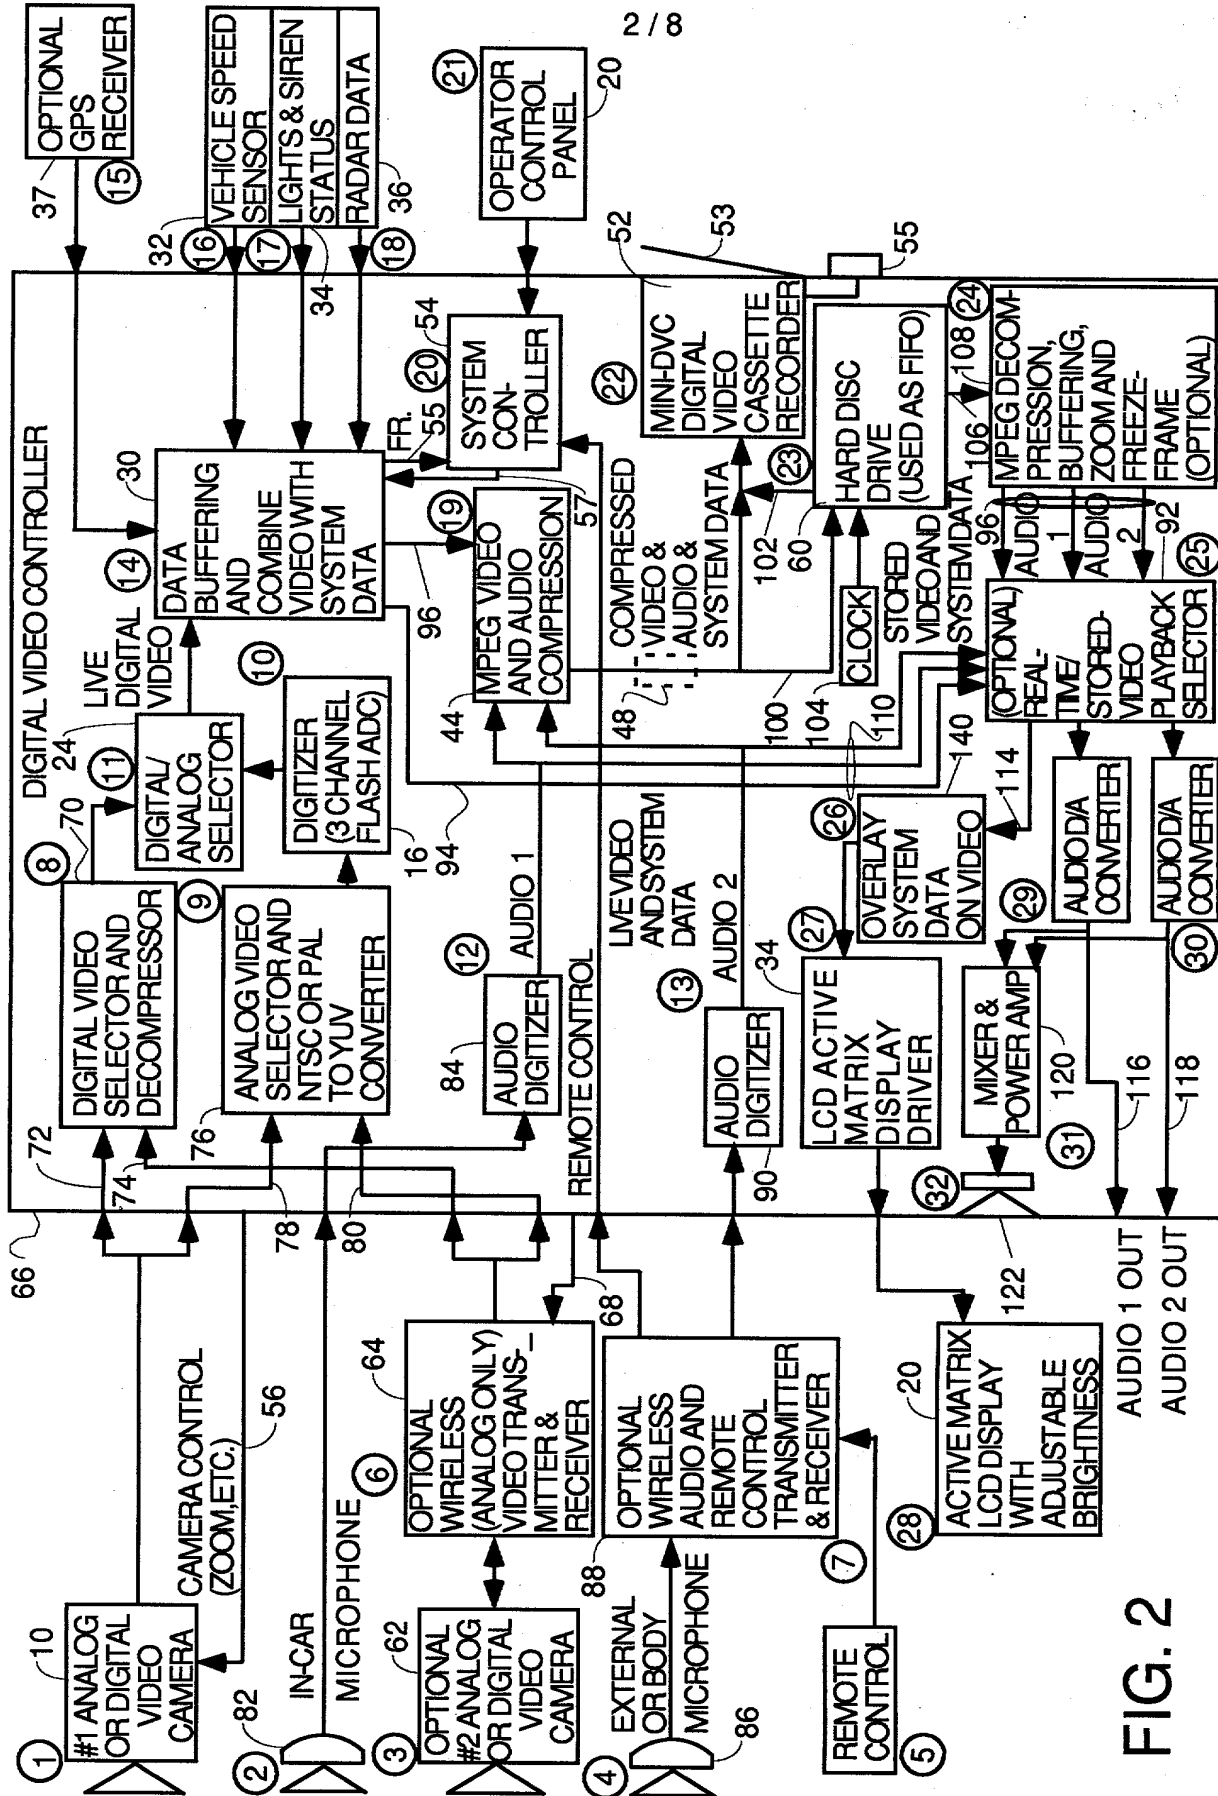 2 / 8
FIG. 2
①
#1 ANALOG
OR DIGITAL
VIDEO
CAMERA
10
CAMERA CONTROL
(ZOOM,ETC.)
56
②
82
IN-CAR
MICROPHONE
③
OPTIONAL
#2 ANALOG
OR DIGITAL
VIDEO
CAMERA
62
④
EXTERNAL
OR BODY
MICROPHONE
86
REMOTE
CONTROL
⑤
⑥
OPTIONAL
WIRELESS
(ANALOG ONLY)
VIDEO TRANS-
MITTER &
RECEIVER
64
68
88
OPTIONAL
WIRELESS
AUDIO AND
REMOTE
CONTROL
TRANSMITTER
& RECEIVER
⑦
㉘
ACTIVE MATRIX
LCD DISPLAY
WITH
ADJUSTABLE
BRIGHTNESS
20
AUDIO 1 OUT
AUDIO 2 OUT
66
DIGITAL VIDEO CONTROLLER
72
74
76
78
80
⑧
70
DIGITAL VIDEO
SELECTOR AND
DECOMPRESSOR
⑨
ANALOG VIDEO
SELECTOR AND
NTSC OR PAL
TO YUV
CONVERTER
24
⑪
DIGITAL/
ANALOG
SELECTOR
⑩
DIGITIZER
(3 CHANNEL
FLASH ADC)
16
94
LIVE
DIGITAL
VIDEO
⑫
84
AUDIO
DIGITIZER
AUDIO 1
REMOTE CONTROL
LIVE VIDEO
AND SYSTEM
DATA
⑬
AUDIO
DIGITIZER
90
AUDIO 2
⑭
30
DATA
BUFFERING
AND
COMBINE
VIDEO WITH
SYSTEM
DATA
96
FR.
55
37
OPTIONAL
GPS
RECEIVER
⑮
32
⑯
VEHICLE SPEED
SENSOR
⑰
LIGHTS & SIREN
STATUS
34
⑱
RADAR DATA
36
⑲
44
MPEG VIDEO
AND AUDIO
COMPRESSION
57
⑳
54
SYSTEM
CON-
TROLLER
㉑
OPERATOR
CONTROL
PANEL
20
48
COMPRESSED
VIDEO &
AUDIO &
SYSTEM DATA
100
㉒
52
MINI-DVC
DIGITAL
VIDEO
CASSETTE
RECORDER
53
55
102
㉓
60
HARD DISC
DRIVE
(USED AS FIFO)
104
CLOCK
STORED
VIDEO AND
SYSTEM DATA
106
108
㉔
MPEG DECOM-
PRESSION,
BUFFERING,
ZOOM AND
FREEZE-
FRAME
(OPTIONAL)
96
AUDIO
1
AUDIO
2
92
㉕
(OPTIONAL)
REAL-
TIME/
STORED
VIDEO
PLAYBACK
SELECTOR
110
140
114
㉖
OVERLAY
SYSTEM
DATA
ON VIDEO
㉗
34
LCD ACTIVE
MATRIX
DISPLAY
DRIVER
㉙
AUDIO D/A
CONVERTER
AUDIO D/A
CONVERTER
㉚
MIXER &
POWER AMP
120
㉛
㉜
122
116
118